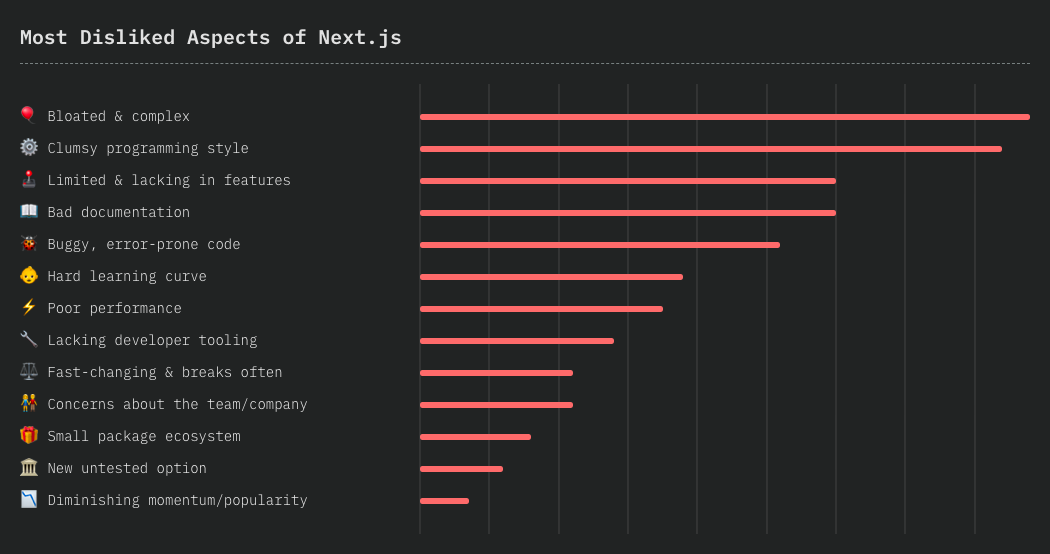 Most Disliked Aspects of Next.js
Bloated & complex
Clumsy programming style
Limited & lacking in features
Bad documentation
Buggy, error-prone code
Hard learning curve
Poor performance
Lacking developer tooling
Fast-changing & breaks often
Concerns about the team/company
Small package ecosystem
New untested option
Diminishing momentum/popularity